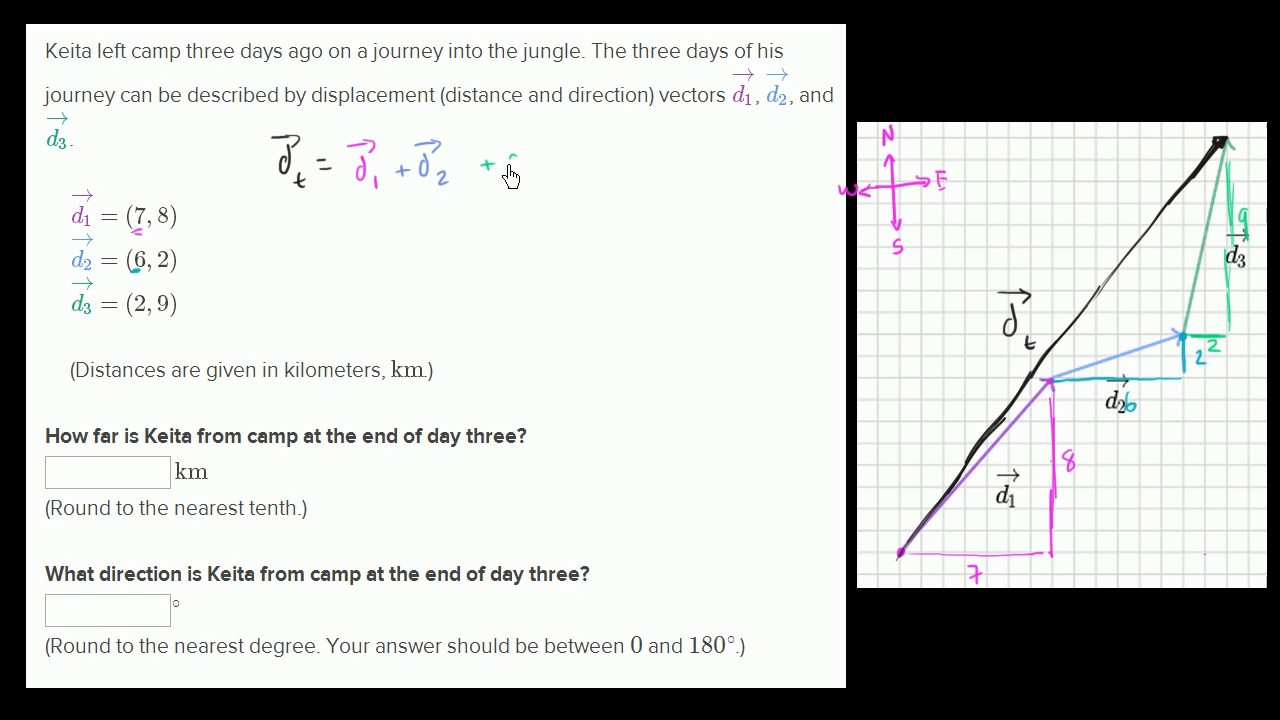 Keita left camp three days ago on a journey into the jungle. The three days of his
journey can be described by displacement (distance and direction) vectors d₁, d₂, and
d₃.
d_t = d₁ + d₂ +
d₁ = (7, 8)
d₂ = (6, 2)
d₃ = (2, 9)
(Distances are given in kilometers, km.)
How far is Keita from camp at the end of day three?
km
(Round to the nearest tenth.)
What direction is Keita from camp at the end of day three?
°
(Round to the nearest degree. Your answer should be between 0 and 180°.)
N
W E
S
9
d₃
d_t
2 2
d₂ 6
8
d₁
7